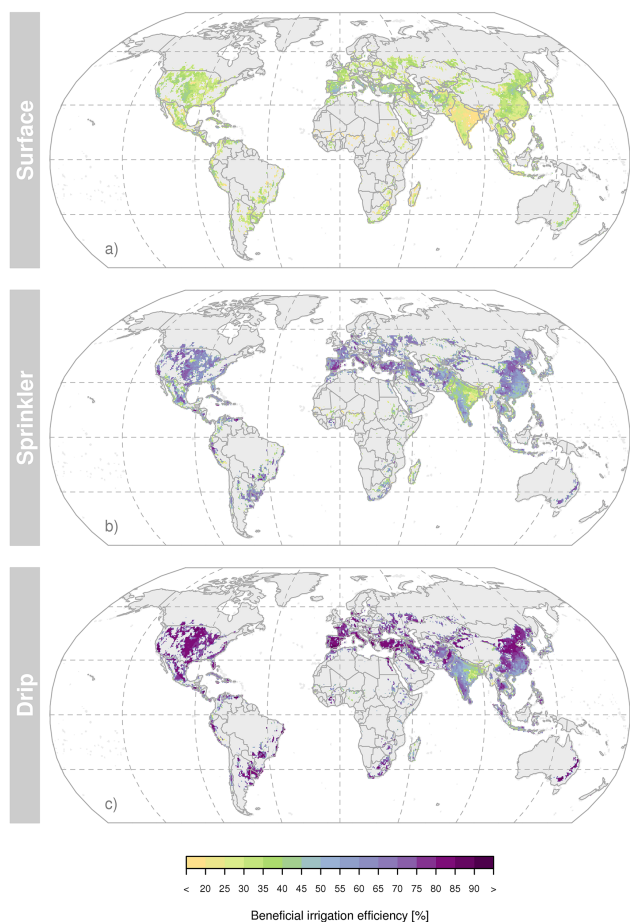 Surface
a)
Sprinkler
b)
Drip
c)
< 20 25 30 35 40 45 50 55 60 65 70 75 80 85 90 >
Beneficial irrigation efficiency [%]